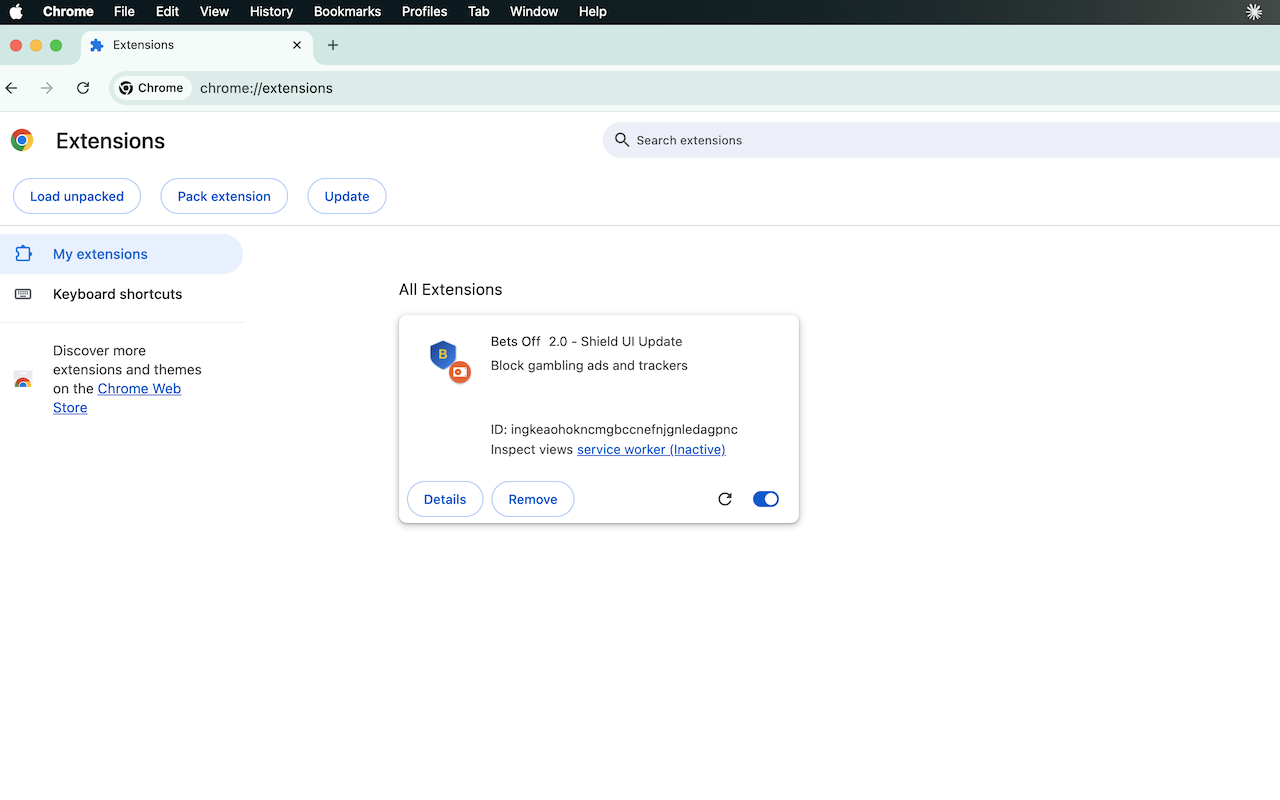 Chrome File Edit View History Bookmarks Profiles Tab Window Help
Extensions
Chrome chrome://extensions
Extensions
Search extensions
Load unpacked Pack extension Update
My extensions
Keyboard shortcuts
Discover more
extensions and themes
on the Chrome Web
Store
All Extensions
B
Bets Off 2.0 - Shield UI Update
Block gambling ads and trackers
ID: ingkeaohokncmgbccnefnjgnledagpnc
Inspect views service worker (Inactive)
Details Remove